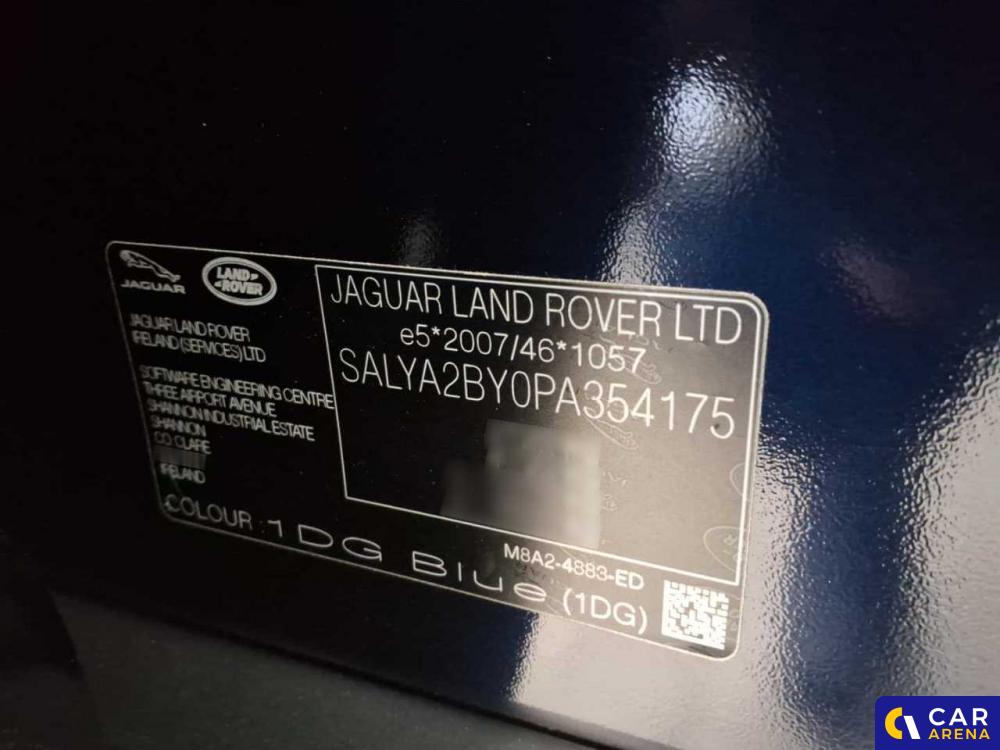 JAGUAR
LAND ROVER
JAGUAR LAND ROVER
IRELAND (SERVICES) LTD
SOFTWARE ENGINEERING CENTRE
THREE AIRPORT AVENUE
SHANNON INDUSTRIAL ESTATE
SHANNON
CO. CLARE
IRELAND
JAGUAR LAND ROVER LTD
e5*2007/46*1057
SALYA2BY0PA354175
M8A2-4883-ED
COLOUR : 1DG Blue (1DG)
CAR
ARENA